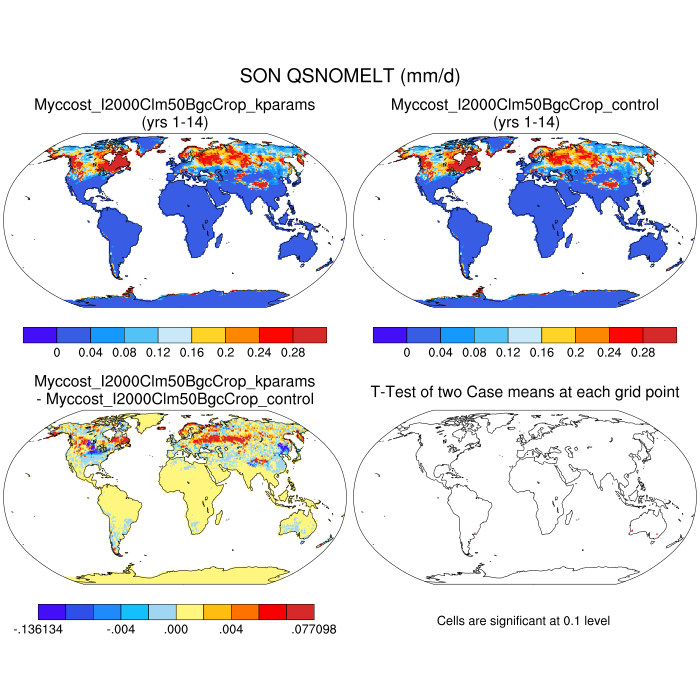 SON QSNOMELT (mm/d)
Myccost_I2000Clm50BgcCrop_kparams
(yrs 1-14)
Myccost_I2000Clm50BgcCrop_control
(yrs 1-14)
0 0.04 0.08 0.12 0.16 0.2 0.24 0.28
0 0.04 0.08 0.12 0.16 0.2 0.24 0.28
Myccost_I2000Clm50BgcCrop_kparams
- Myccost_I2000Clm50BgcCrop_control
T-Test of two Case means at each grid point
-.136134 -.004 .000 .004 .077098
Cells are significant at 0.1 level